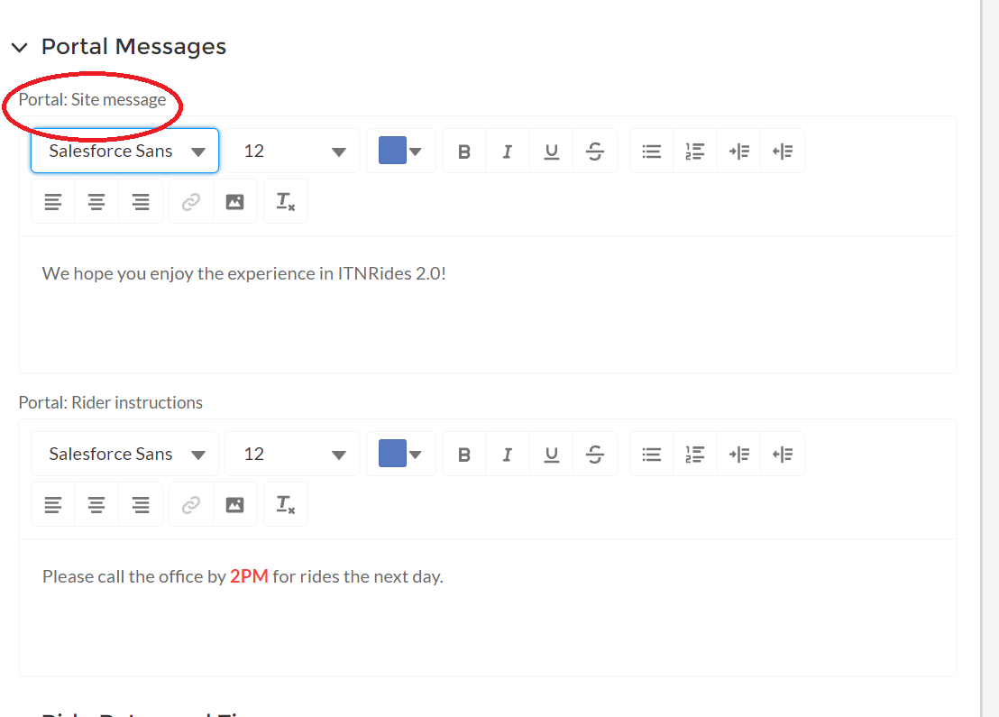 Portal Messages
Portal: Site message
Salesforce Sans 12
We hope you enjoy the experience in ITNRides 2.0!
Portal: Rider instructions
Salesforce Sans 12
Please call the office by 2PM for rides the next day.